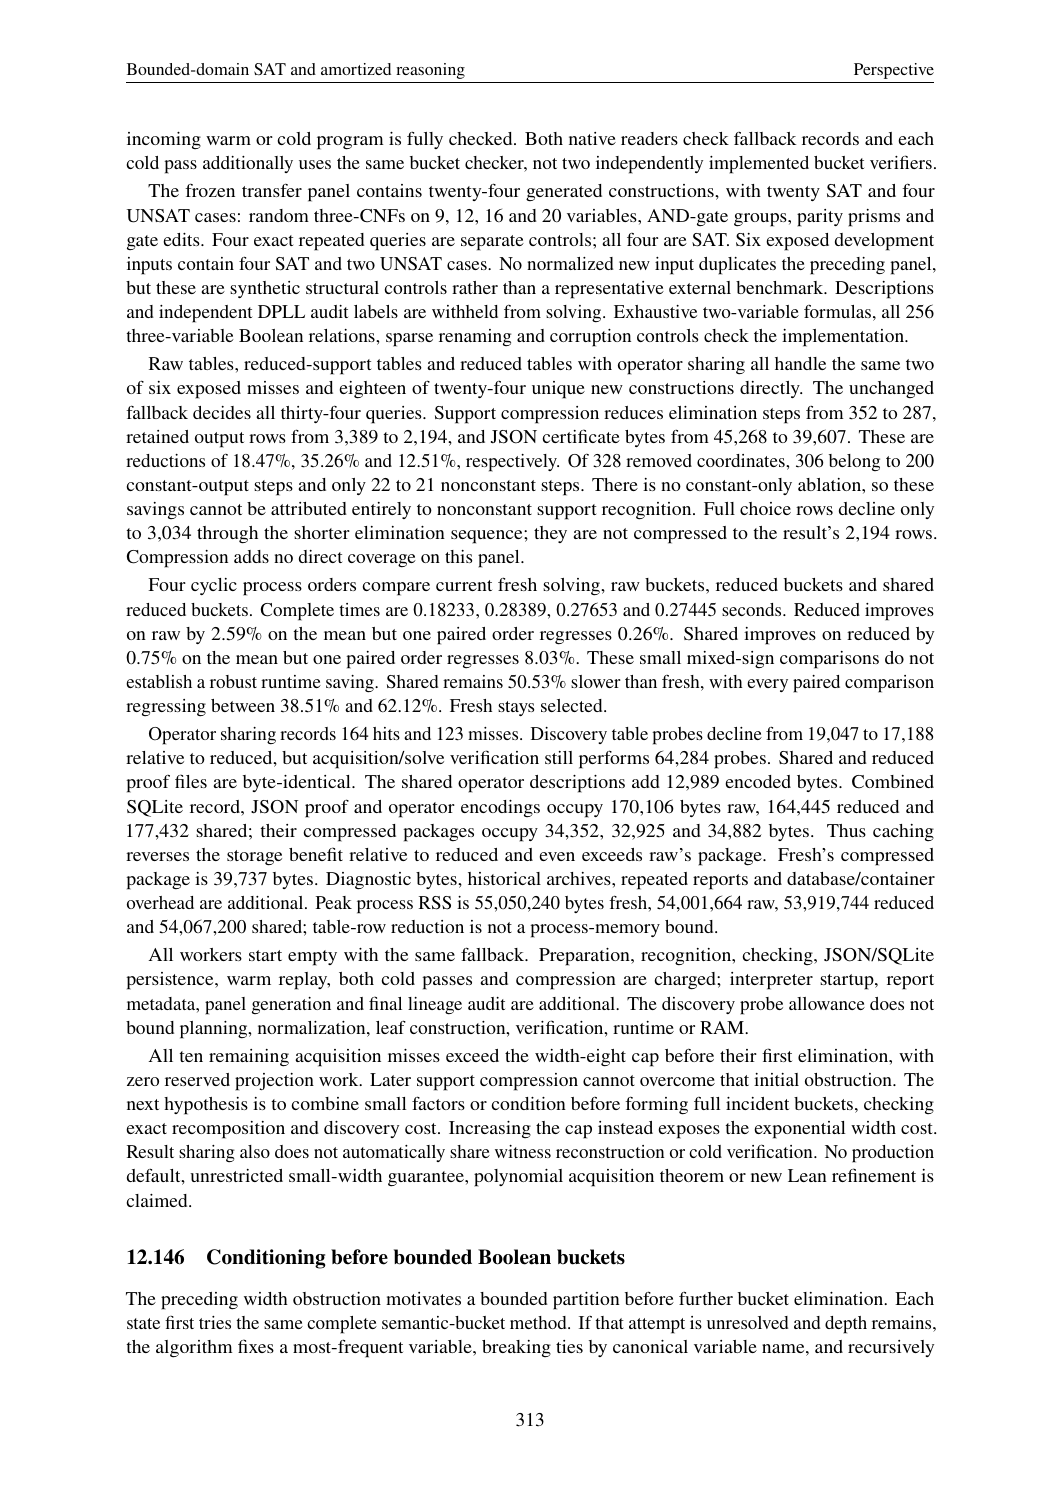 Bounded-domain SAT and amortized reasoning Perspective
incoming warm or cold program is fully checked. Both native readers check fallback records and each
cold pass additionally uses the same bucket checker, not two independently implemented bucket verifiers.
The frozen transfer panel contains twenty-four generated constructions, with twenty SAT and four
UNSAT cases: random three-CNFs on 9, 12, 16 and 20 variables, AND-gate groups, parity prisms and
gate edits. Four exact repeated queries are separate controls; all four are SAT. Six exposed development
inputs contain four SAT and two UNSAT cases. No normalized new input duplicates the preceding panel,
but these are synthetic structural controls rather than a representative external benchmark. Descriptions
and independent DPLL audit labels are withheld from solving. Exhaustive two-variable formulas, all 256
three-variable Boolean relations, sparse renaming and corruption controls check the implementation.
Raw tables, reduced-support tables and reduced tables with operator sharing all handle the same two
of six exposed misses and eighteen of twenty-four unique new constructions directly. The unchanged
fallback decides all thirty-four queries. Support compression reduces elimination steps from 352 to 287,
retained output rows from 3,389 to 2,194, and JSON certificate bytes from 45,268 to 39,607. These are
reductions of 18.47%, 35.26% and 12.51%, respectively. Of 328 removed coordinates, 306 belong to 200
constant-output steps and only 22 to 21 nonconstant steps. There is no constant-only ablation, so these
savings cannot be attributed entirely to nonconstant support recognition. Full choice rows decline only
to 3,034 through the shorter elimination sequence; they are not compressed to the result's 2,194 rows.
Compression adds no direct coverage on this panel.
Four cyclic process orders compare current fresh solving, raw buckets, reduced buckets and shared
reduced buckets. Complete times are 0.18233, 0.28389, 0.27653 and 0.27445 seconds. Reduced improves
on raw by 2.59% on the mean but one paired order regresses 0.26%. Shared improves on reduced by
0.75% on the mean but one paired order regresses 8.03%. These small mixed-sign comparisons do not
establish a robust runtime saving. Shared remains 50.53% slower than fresh, with every paired comparison
regressing between 38.51% and 62.12%. Fresh stays selected.
Operator sharing records 164 hits and 123 misses. Discovery table probes decline from 19,047 to 17,188
relative to reduced, but acquisition/solve verification still performs 64,284 probes. Shared and reduced
proof files are byte-identical. The shared operator descriptions add 12,989 encoded bytes. Combined
SQLite record, JSON proof and operator encodings occupy 170,106 bytes raw, 164,445 reduced and
177,432 shared; their compressed packages occupy 34,352, 32,925 and 34,882 bytes. Thus caching
reverses the storage benefit relative to reduced and even exceeds raw's package. Fresh's compressed
package is 39,737 bytes. Diagnostic bytes, historical archives, repeated reports and database/container
overhead are additional. Peak process RSS is 55,050,240 bytes fresh, 54,001,664 raw, 53,919,744 reduced
and 54,067,200 shared; table-row reduction is not a process-memory bound.
All workers start empty with the same fallback. Preparation, recognition, checking, JSON/SQLite
persistence, warm replay, both cold passes and compression are charged; interpreter startup, report
metadata, panel generation and final lineage audit are additional. The discovery probe allowance does not
bound planning, normalization, leaf construction, verification, runtime or RAM.
All ten remaining acquisition misses exceed the width-eight cap before their first elimination, with
zero reserved projection work. Later support compression cannot overcome that initial obstruction. The
next hypothesis is to combine small factors or condition before forming full incident buckets, checking
exact recomposition and discovery cost. Increasing the cap instead exposes the exponential width cost.
Result sharing also does not automatically share witness reconstruction or cold verification. No production
default, unrestricted small-width guarantee, polynomial acquisition theorem or new Lean refinement is
claimed.
12.146 Conditioning before bounded Boolean buckets
The preceding width obstruction motivates a bounded partition before further bucket elimination. Each
state first tries the same complete semantic-bucket method. If that attempt is unresolved and depth remains,
the algorithm fixes a most-frequent variable, breaking ties by canonical variable name, and recursively
313